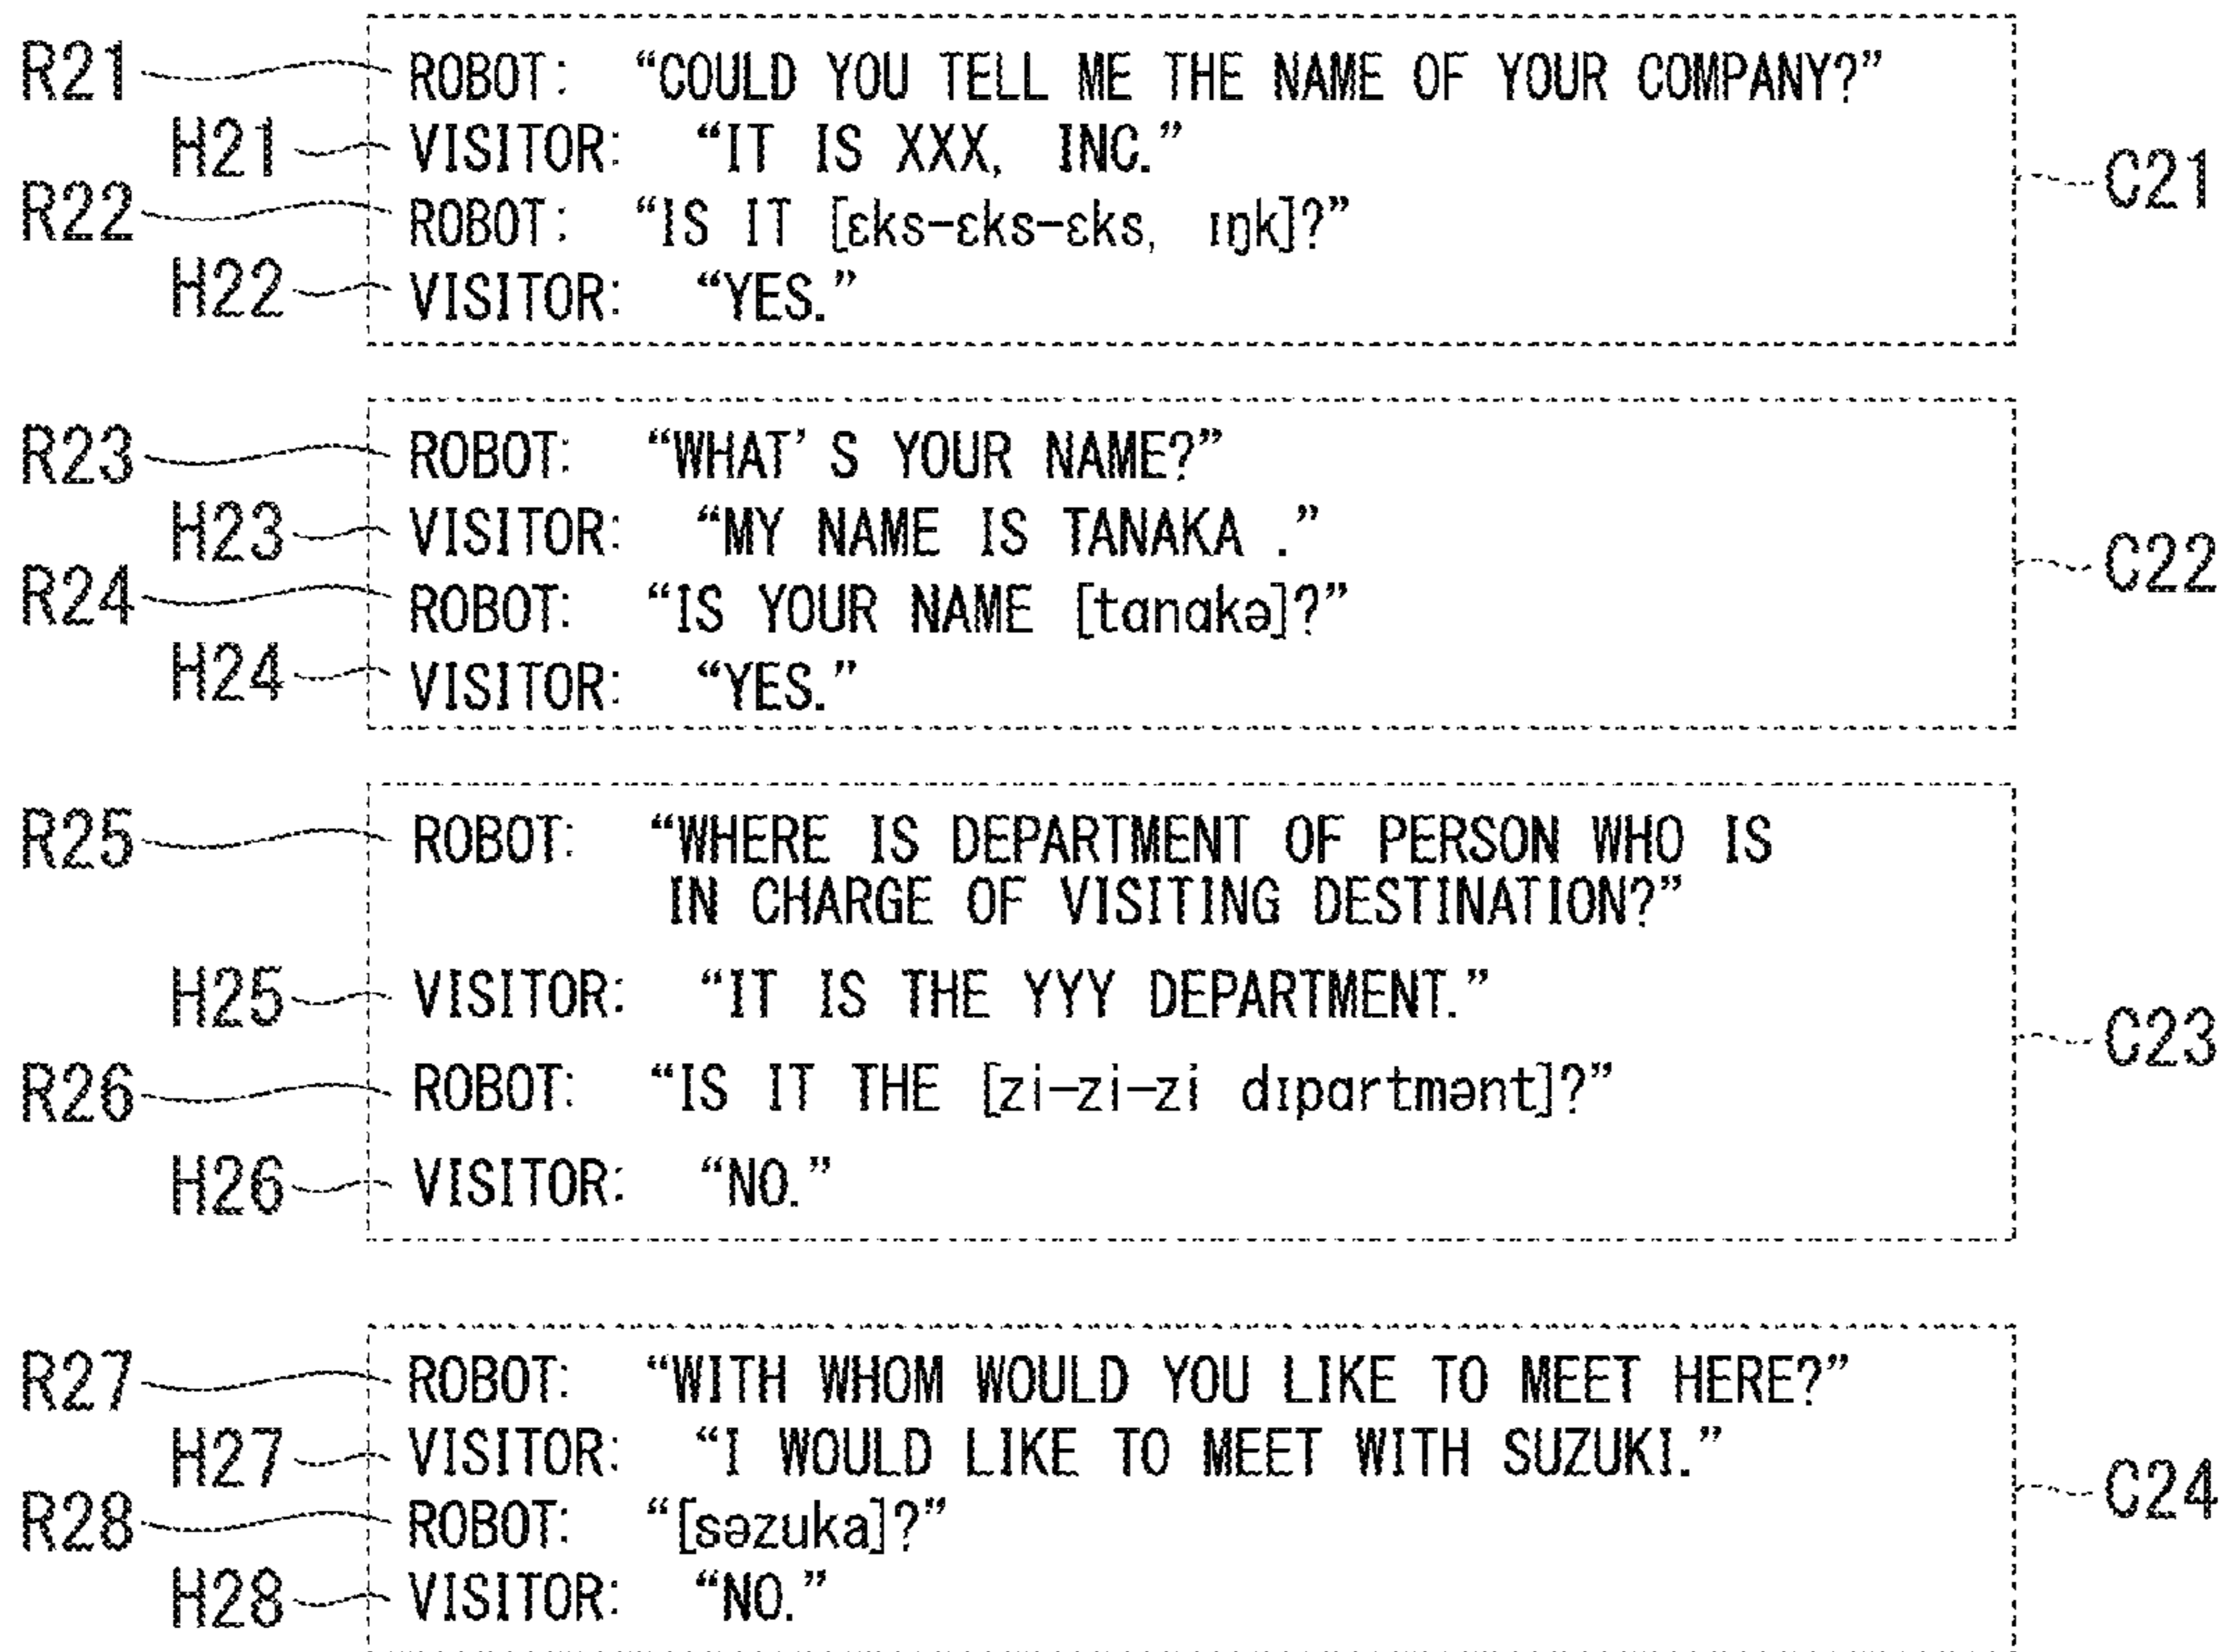 R21 ROBOT: “COULD YOU TELL ME THE NAME OF YOUR COMPANY?”
H21 VISITOR: “IT IS XXX, INC.”
C21
R22 ROBOT: “IS IT [ɛks-ɛks-ɛks, ɪŋk]?”
H22 VISITOR: “YES.”
R23 ROBOT: “WHAT'S YOUR NAME?”
H23 VISITOR: “MY NAME IS TANAKA .”
C22
R24 ROBOT: “IS YOUR NAME [tɑnɑkə]?”
H24 VISITOR: “YES.”
R25 ROBOT: “WHERE IS DEPARTMENT OF PERSON WHO IS
IN CHARGE OF VISITING DESTINATION?”
H25 VISITOR: “IT IS THE YYY DEPARTMENT.”
C23
R26 ROBOT: “IS IT THE [zi-zi-zi dɪpɑrtmənt]?”
H26 VISITOR: “NO.”
R27 ROBOT: “WITH WHOM WOULD YOU LIKE TO MEET HERE?”
H27 VISITOR: “I WOULD LIKE TO MEET WITH SUZUKI.”
C24
R28 ROBOT: “[səzuka]?”
H28 VISITOR: “NO.”